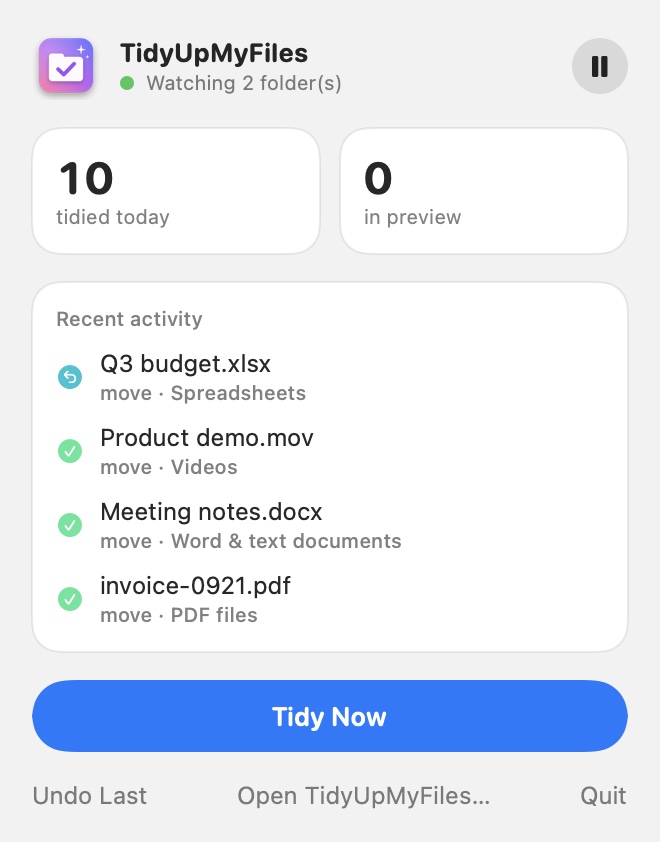 TidyUpMyFiles
Watching 2 folder(s)
10
tidied today
0
in preview
Recent activity
Q3 budget.xlsx
move · Spreadsheets
Product demo.mov
move · Videos
Meeting notes.docx
move · Word & text documents
invoice-0921.pdf
move · PDF files
Tidy Now
Undo Last
Open TidyUpMyFiles...
Quit